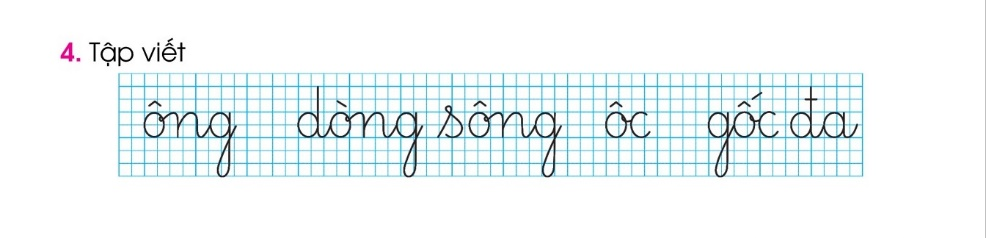 4. Tập viết
ông dòng sông ôc gốc đa